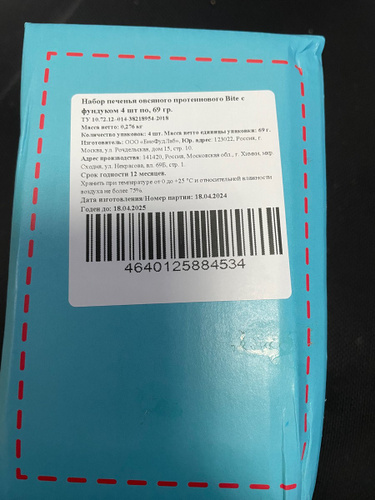 Набор печенья овсяного протеинового Bite с
фундуком 4 шт по, 69 гр.
ТУ 10.72.12-014-38218954-2018
Масса нетто: 0,276 кг
Количество упаковок: 4 шт. Масса нетто единицы упаковки: 69 г.
Изготовитель: ООО «БиоФудЛаб». Юр. адрес: 123022, Россия, г.
Москва, ул. Рочдельская, дом 15, стр. 10.
Адрес производства: 141420, Россия, Московская обл., г. Химки, мкр.
Сходня, ул. Некрасова, вл. 69Б, стр. 1.
Срок годности 12 месяцев.
Хранить при температуре от 0 до +25 °С и относительной влажности
воздуха не более 75%
Дата изготовления/Номер партии: 18.04.2024
Годен до: 18.04.2025
4640125884534